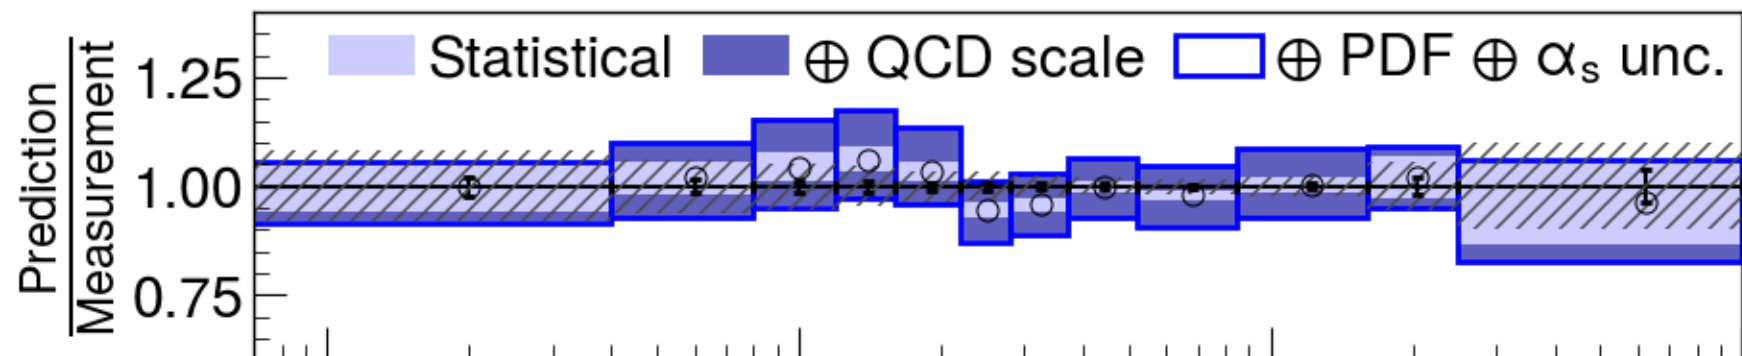 Statistical ⊕ QCD scale ⊕ PDF ⊕ αs unc.
1.25
1.00
0.75
Prediction
Measurement